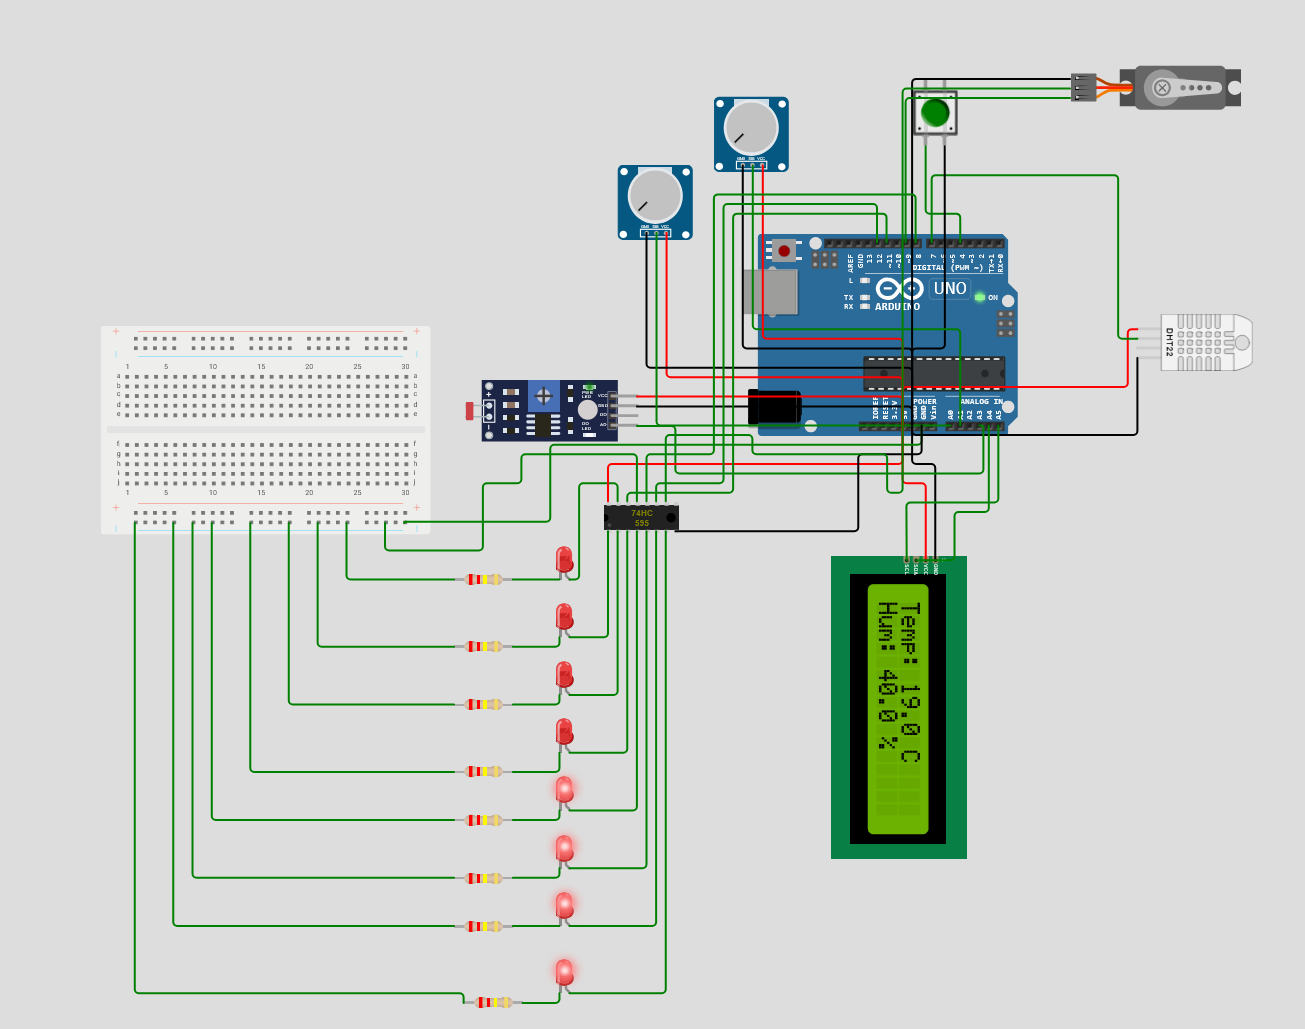 GND SIG VCC
GND SIG VCC
AREF
GND
13
12
~11
~10
~9
8
7
~5
4
~3
2
TX→1
RX←0
DIGITAL (PWM ~)
L
TX
RX
UNO
ARDUINO
ON
DHT22
1 5 10 15 20 25 30
a a
b b
c c
d d
e e
f f
g g
h h
i i
j j
1 5 10 15 20 25 30
PWR
LED
DO
LED
VCC
GND
DO
AO
POWER
ANALOG IN
IOREF
RESET
3.3V
GND
Vin
A0
A1
A2
A3
A4
A5
74HC
595
SCL
SDA
VCC
GND
Temp: 19.0 C
Hum: 40.0 %